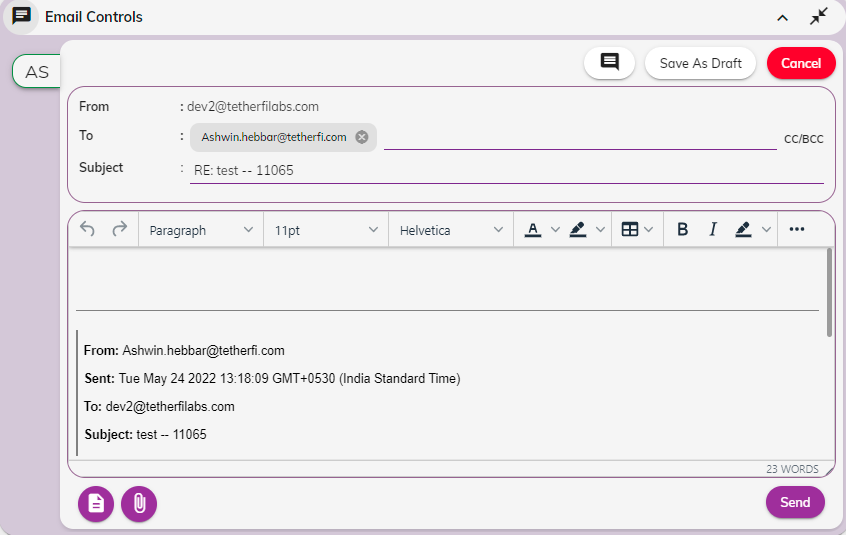 Email Controls
AS
Save As Draft
Cancel
From : dev2@tetherfilabs.com
To : Ashwin.hebbar@tetherfi.com CC/BCC
Subject : RE: test -- 11065
Paragraph 11pt Helvetica A B I
From: Ashwin.hebbar@tetherfi.com
Sent: Tue May 24 2022 13:18:09 GMT+0530 (India Standard Time)
To: dev2@tetherfilabs.com
Subject: test -- 11065
23 WORDS
Send